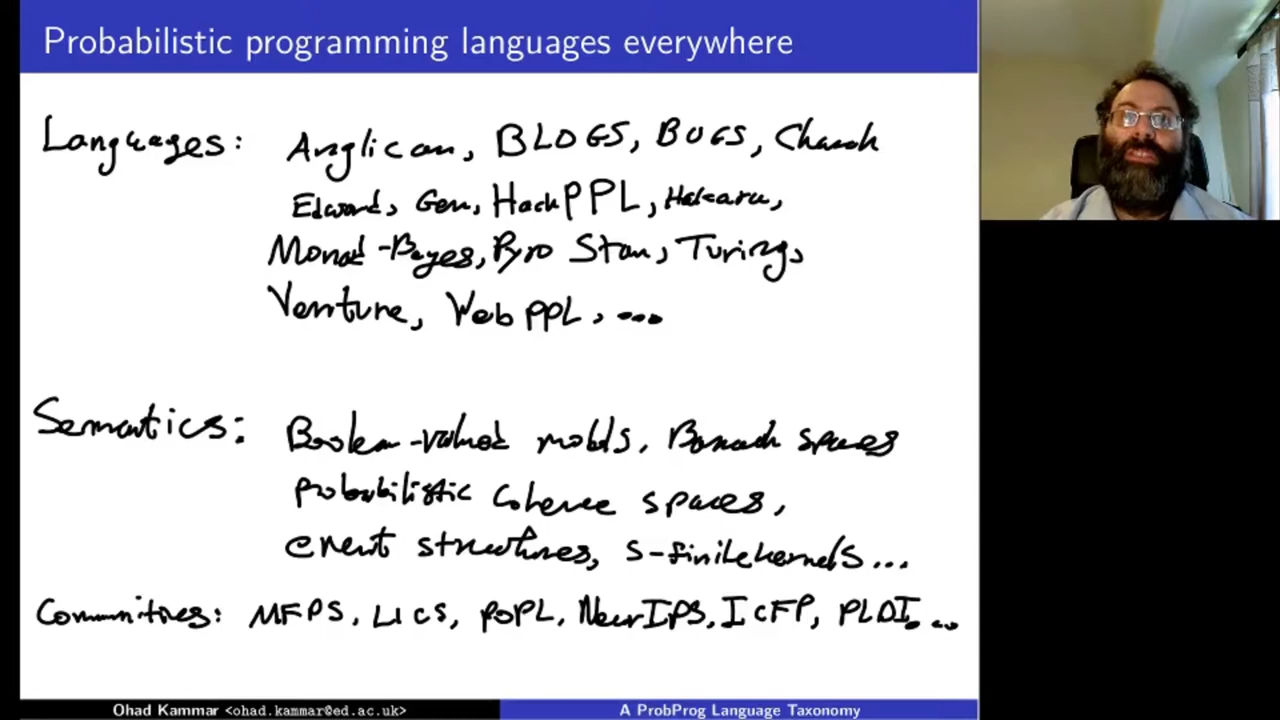 Probabilistic programming languages everywhere
Languages: Anglican, BLOGS, BUGS, Church
Edward, Gen, HackPPL, Hakaru,
Monad-Bayes, Pyro Stan, Turing,
Venture, WebPPL, ...
Semantics: Boolean-valued models, Banach spaces
probabilistic coherence spaces,
event structures, s-finite kernels...
Communities: MFPS, LICS, POPL, NeurIPS, ICFP, PLDI, ...
Ohad Kammar <ohad.kammar@ed.ac.uk>
A ProbProg Language Taxonomy